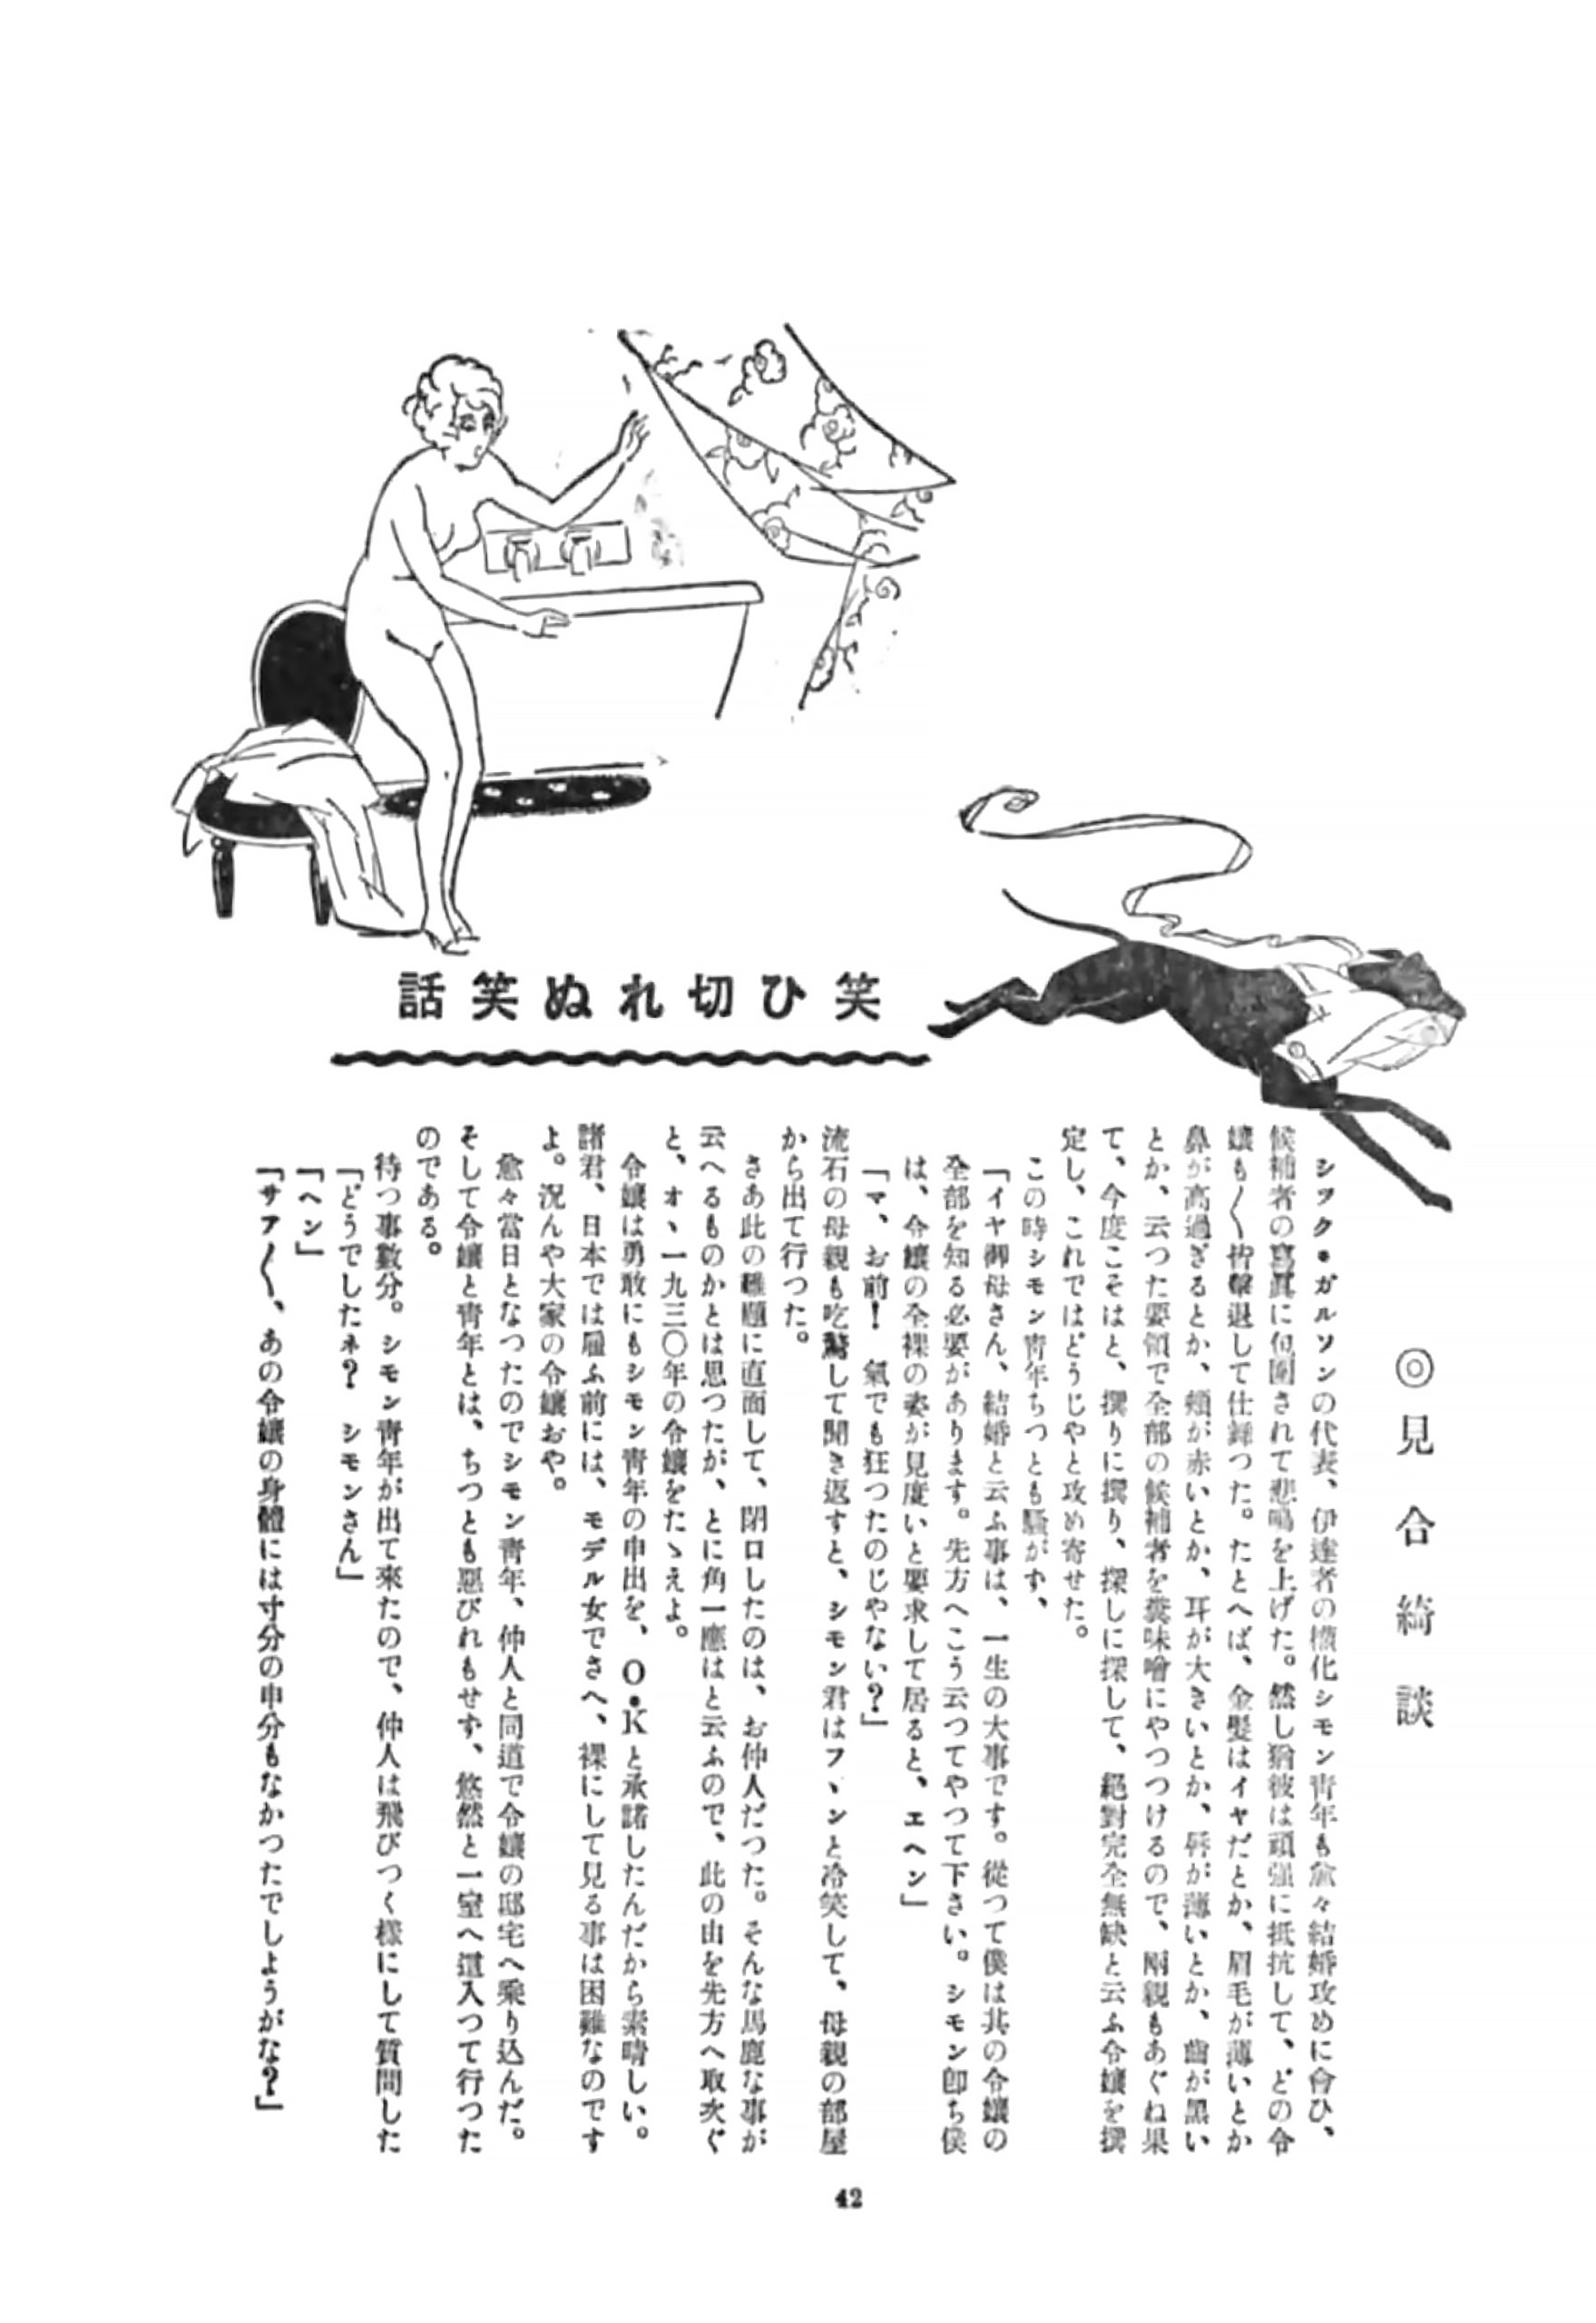 話笑ぬれ切ひ笑
◎見合綺談
シツク・ガルソンの代表、伊達者の權化シモン靑年も愈々結婚攻めに會ひ、
候補者の寫眞に包圍されて悲鳴を上げた。然し猶彼は頑強に抵抗して、どの令
孃も〱皆擊退して仕舞つた。たとへば、金髮はイヤだとか、眉毛が薄いとか
鼻が高過ぎるとか、頰が赤いとか、耳が大きいとか、唇が薄いとか、齒が黑い
とか、云つた要領で全部の候補者を糞味噌にやつつけるので、兩親もあぐね果
て、今度こそはと、撰りに撰り、探しに探して、絕對完全無缺と云ふ令孃を撰
定し、これではどうじやと攻め寄せた。
この時シモン靑年ちつとも騷がず、
「イヤ御母さん、結婚と云ふ事は、一生の大事です。從つて僕は其の令孃の
全部を知る必要があります。先方へこう云つてやつて下さい。シモン卽ち僕
は、令孃の全裸の姿が見度いと要求して居ると、エヘン」
「マ、お前！　氣でも狂つたのじやない？」
流石の母親も吃驚して聞き返すと、シモン君はフヽンと冷笑して、母親の部屋
から出て行つた。
さあ此の難題に直面して、閉口したのは、お仲人だつた。そんな馬鹿な事が
云へるものかとは思つたが、とに角一應はと云ふので、此の由を先方へ取次ぐ
と、オヽ一九三〇年の令孃をたゝえよ。
令孃は勇敢にもシモン靑年の申出を、O・Kと承諾したんだから素晴しい。
諸君、日本では雇ふ前には、モデル女でさへ、裸にして見る事は困難なのです
よ。況んや大家の令孃おや。
愈々當日となつたのでシモン靑年、仲人と同道で令孃の邸宅へ乘り込んだ。
そして令孃と靑年とは、ちつとも惡びれもせず、悠然と一室へ這入つて行つた
のである。
待つ事數分。シモン靑年が出て來たので、仲人は飛びつく樣にして質問した
「どうでしたネ？　シモンさん」
「ヘン」
「サア〱、あの令孃の身體には寸分の申分もなかつたでしようがな？」
42